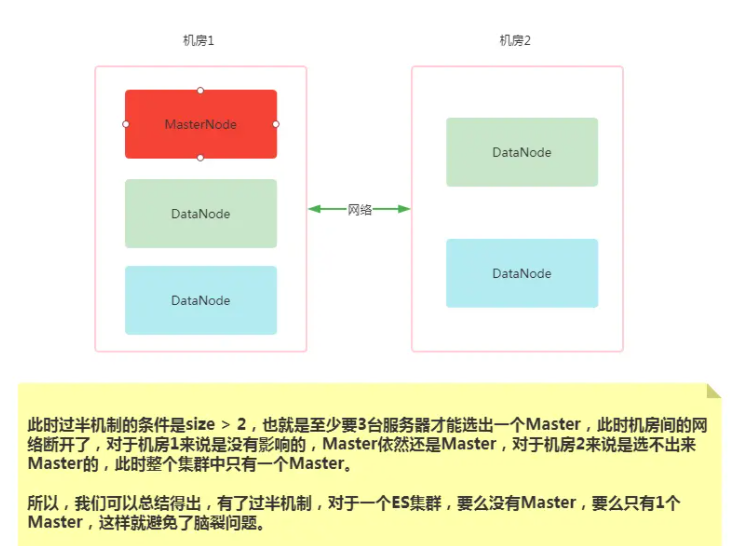 机房1
机房2
MasterNode
DataNode
DataNode
网络
DataNode
DataNode
此时过半机制的条件是size > 2，也就是至少要3台服务器才能选出一个Master，此时机房间的网
络断开了，对于机房1来说是没有影响的，Master依然还是Master，对于机房2来说是选不出来
Master的，此时整个集群中只有一个Master。
所以，我们可以总结得出，有了过半机制，对于一个ES集群，要么没有Master，要么只有1个
Master，这样就避免了脑裂问题。